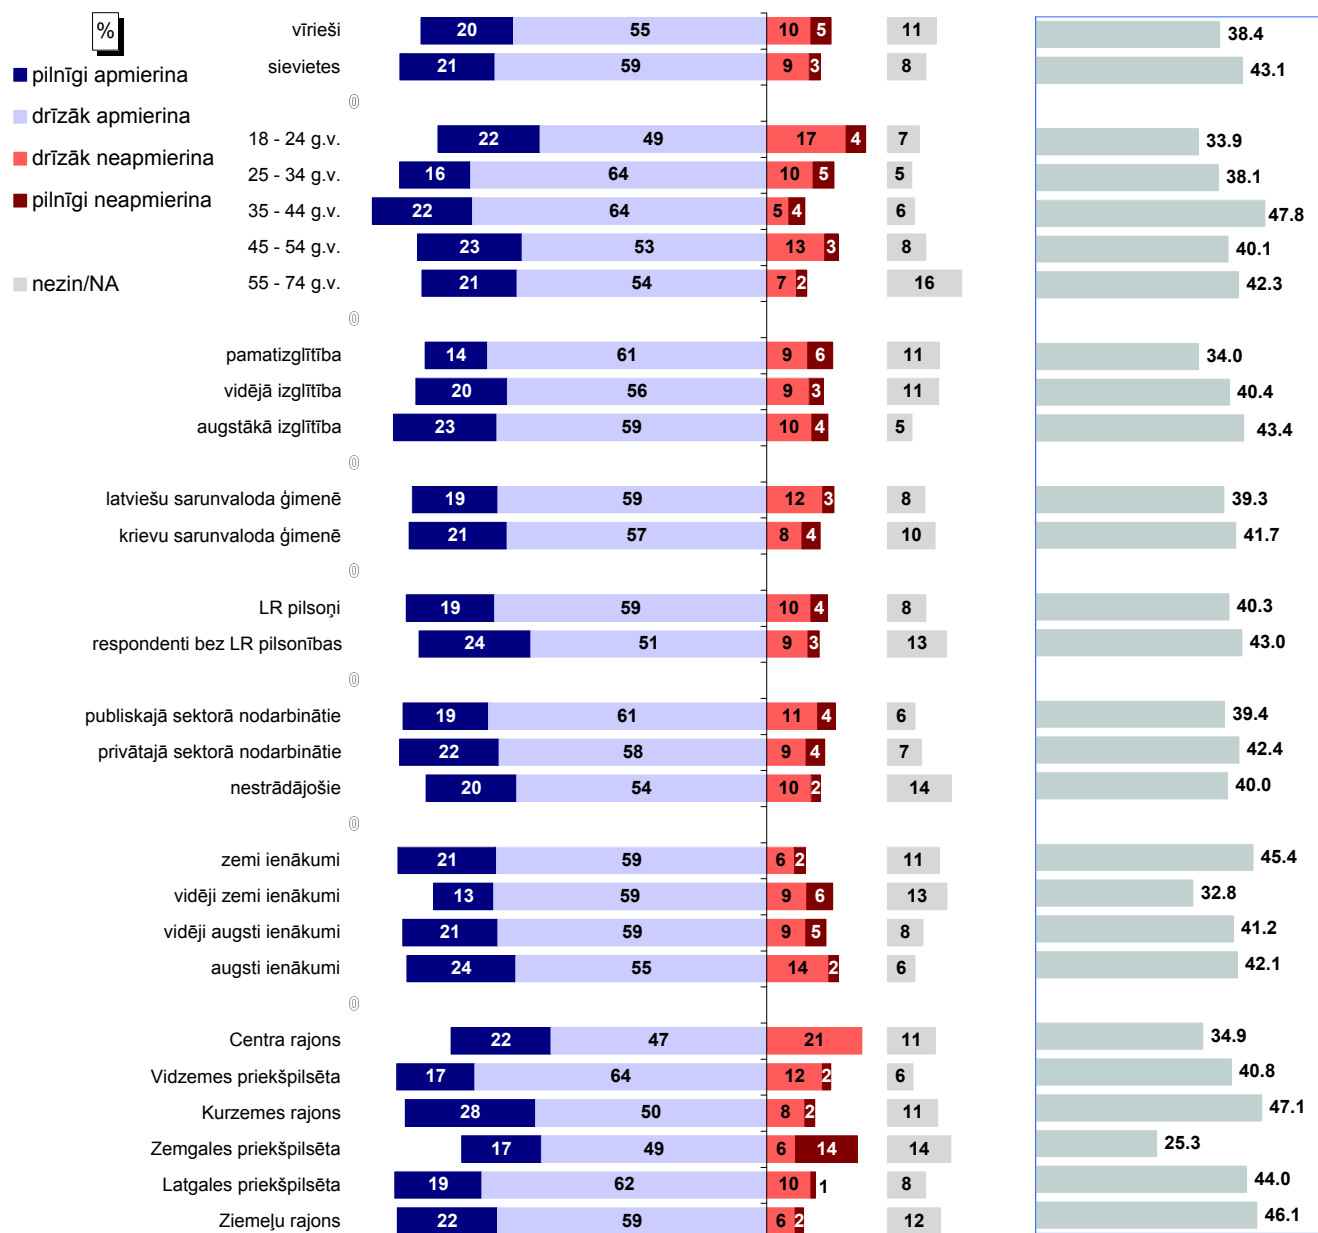 %
pilnīgi apmierina
drīzāk apmierina
drīzāk neapmierina
pilnīgi neapmierina
nezin/NA
vīrieši 20 55 10 5 11 38.4
sievietes 21 59 9 3 8 43.1
0
18 - 24 g.v. 22 49 17 4 7 33.9
25 - 34 g.v. 16 64 10 5 5 38.1
35 - 44 g.v. 22 64 5 4 6 47.8
45 - 54 g.v. 23 53 13 3 8 40.1
55 - 74 g.v. 21 54 7 2 16 42.3
0
pamatizglītība 14 61 9 6 11 34.0
vidējā izglītība 20 56 9 3 11 40.4
augstākā izglītība 23 59 10 4 5 43.4
0
latviešu sarunvaloda ģimenē 19 59 12 3 8 39.3
krievu sarunvaloda ģimenē 21 57 8 4 10 41.7
0
LR pilsoņi 19 59 10 4 8 40.3
respondenti bez LR pilsonības 24 51 9 3 13 43.0
0
publiskajā sektorā nodarbinātie 19 61 11 4 6 39.4
privātajā sektorā nodarbinātie 22 58 9 4 7 42.4
nestrādājošie 20 54 10 2 14 40.0
0
zemi ienākumi 21 59 6 2 11 45.4
vidēji zemi ienākumi 13 59 9 6 13 32.8
vidēji augsti ienākumi 21 59 9 5 8 41.2
augsti ienākumi 24 55 14 2 6 42.1
0
Centra rajons 22 47 21 11 34.9
Vidzemes priekšpilsēta 17 64 12 2 6 40.8
Kurzemes rajons 28 50 8 2 11 47.1
Zemgales priekšpilsēta 17 49 6 14 14 25.3
Latgales priekšpilsēta 19 62 10 1 8 44.0
Ziemeļu rajons 22 59 6 2 12 46.1